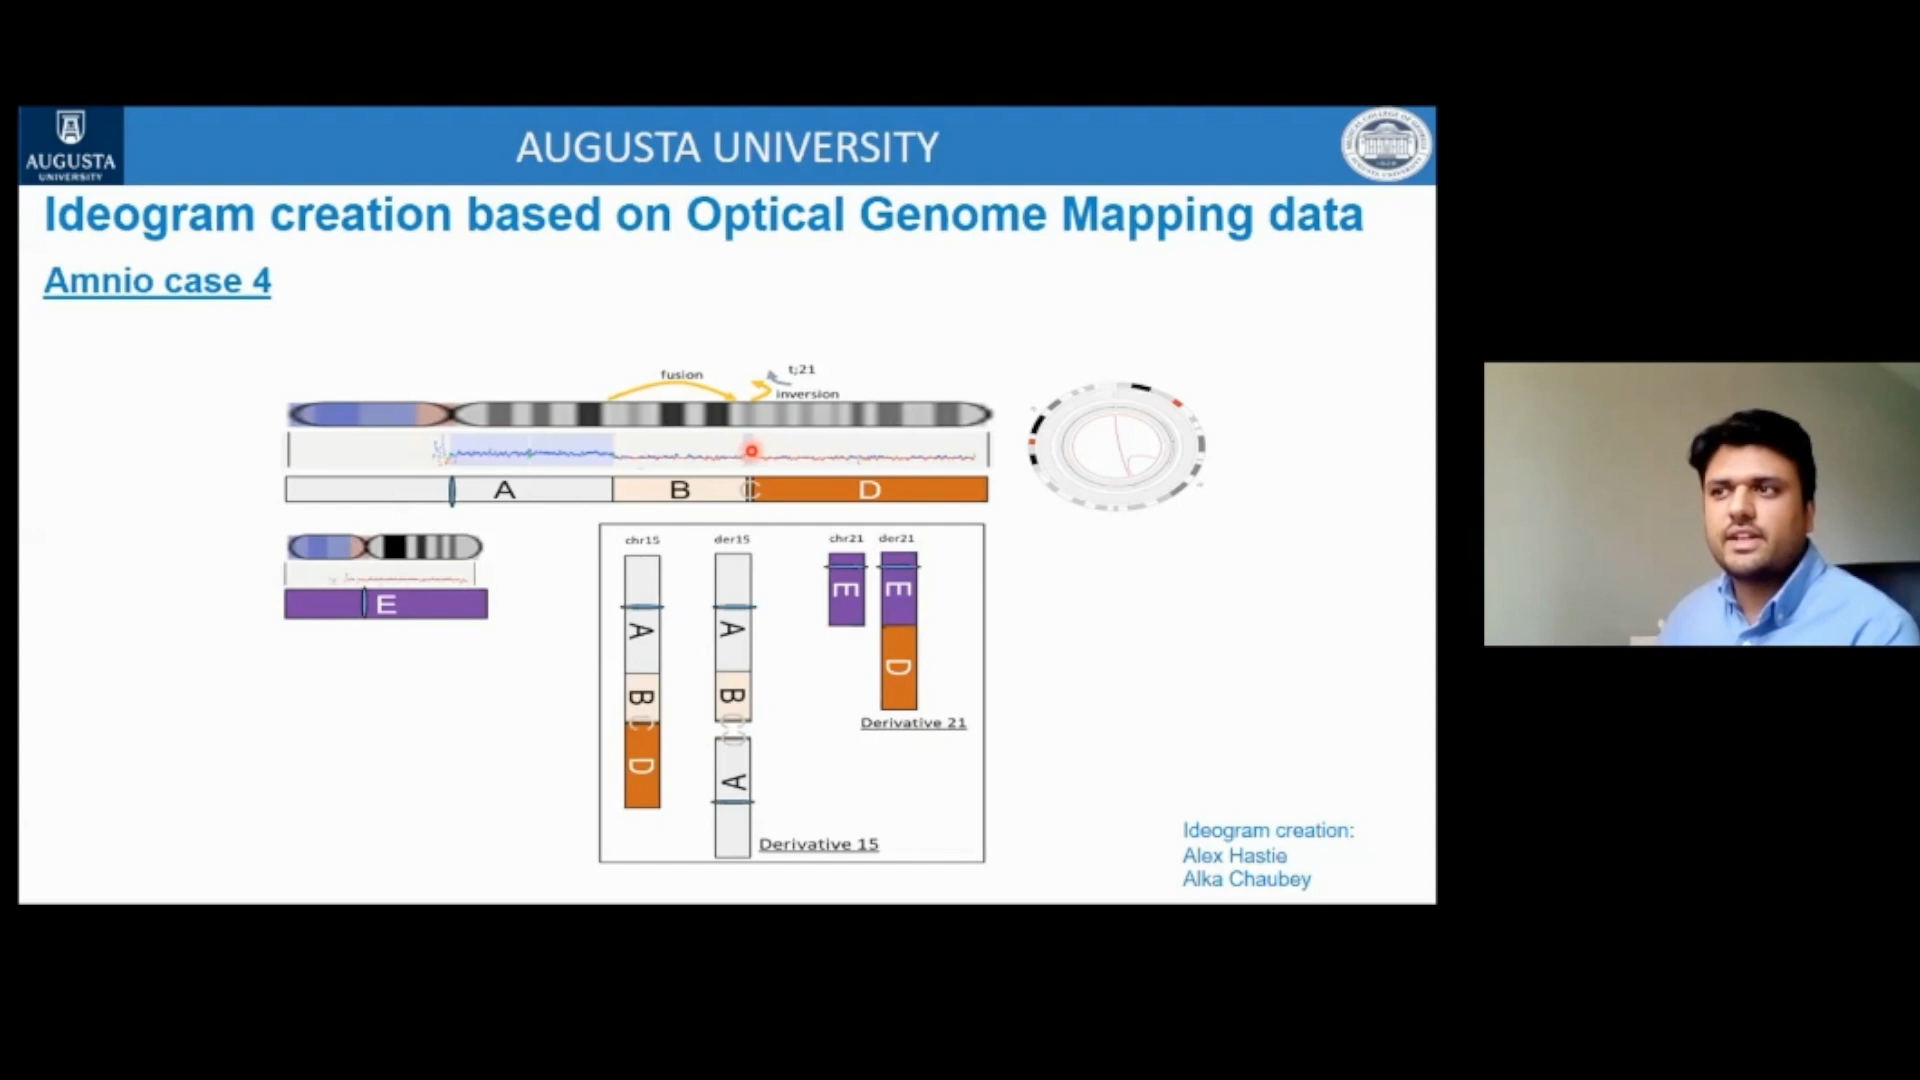 AUGUSTA
UNIVERSITY
AUGUSTA UNIVERSITY
Ideogram creation based on Optical Genome Mapping data
Amnio case 4
fusion
t;21
inversion
A B C D
E
chr15 der15 chr21 der21
A
B
C
D
A
B
C
C
A
E
E
D
Derivative 21
Derivative 15
Ideogram creation:
Alex Hastie
Alka Chaubey